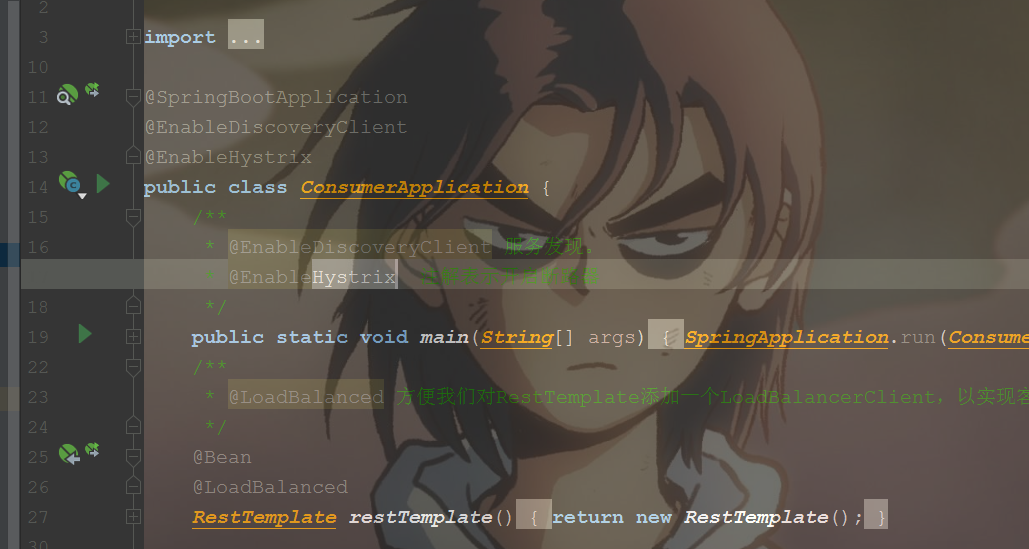 2
3 import ...
10
11 @SpringBootApplication
12 @EnableDiscoveryClient
13 @EnableHystrix
14 public class ConsumerApplication {
15 /**
16 * @EnableDiscoveryClient 服务发现。
* @EnableHystrix
18 */
19 public static void main(String[] args) { SpringApplication.run(Consume
22 /**
23 * @LoadBalanced 方便我们对RestTemplate添加一个LoadBalancerClient，以实现客
24 */
25 @Bean
26 @LoadBalanced
27 RestTemplate restTemplate() { return new RestTemplate(); }
30